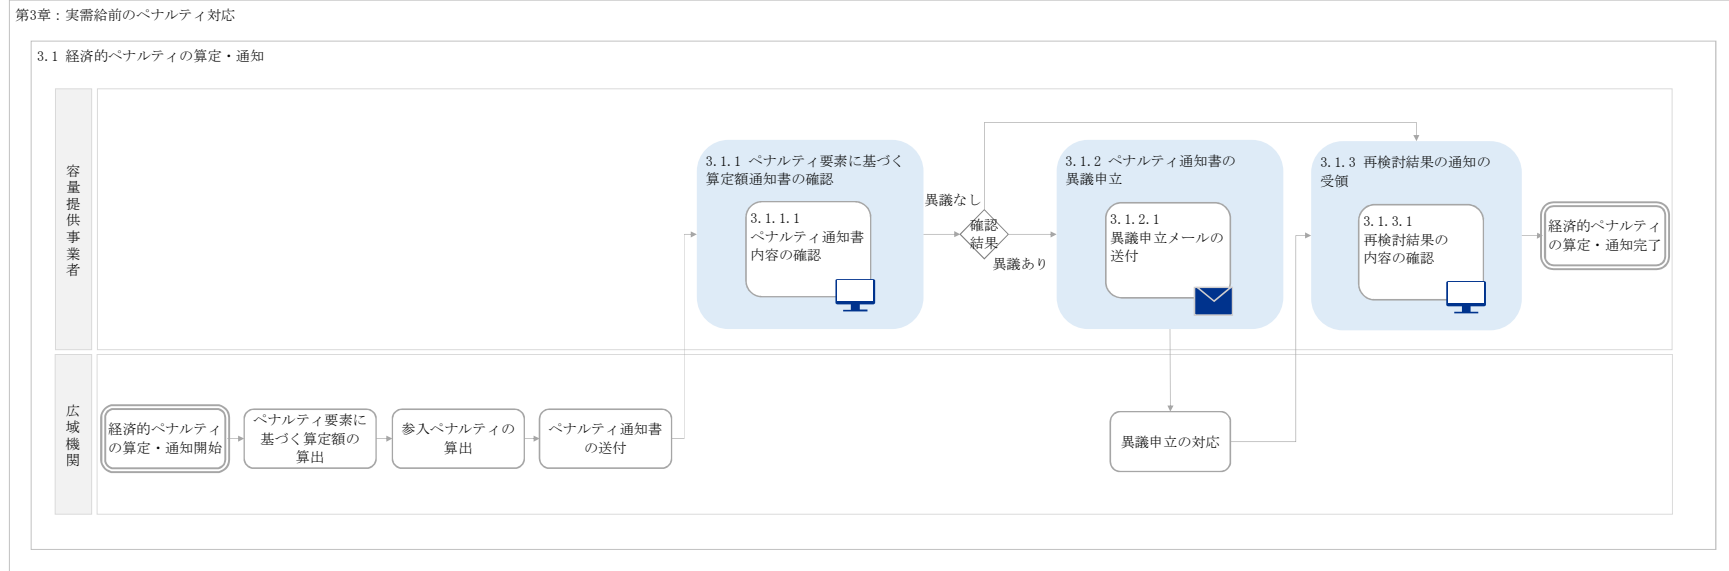 第3章：実需給前のペナルティ対応
3.1 経済的ペナルティの算定・通知
容量提供事業者
3.1.1 ペナルティ要素に基づく
算定額通知書の確認
3.1.1.1
ペナルティ通知書
内容の確認
異議なし
確認
結果
異議あり
3.1.2 ペナルティ通知書の
異議申立
3.1.2.1
異議申立メールの
送付
3.1.3 再検討結果の通知の
受領
3.1.3.1
再検討結果の
内容の確認
経済的ペナルティ
の算定・通知完了
広域機関
経済的ペナルティ
の算定・通知開始
ペナルティ要素に
基づく算定額の
算出
参入ペナルティの
算出
ペナルティ通知書
の送付
異議申立の対応